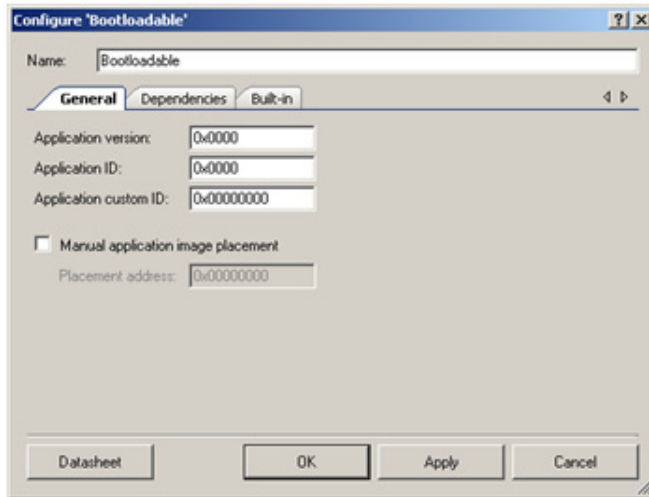 Configure 'Bootloadable'
Name: Bootloadable
General Dependencies Built-in
Application version: 0x0000
Application ID: 0x0000
Application custom ID: 0x00000000
Manual application image placement
Placement address: 0x00000000
Datasheet OK Apply Cancel